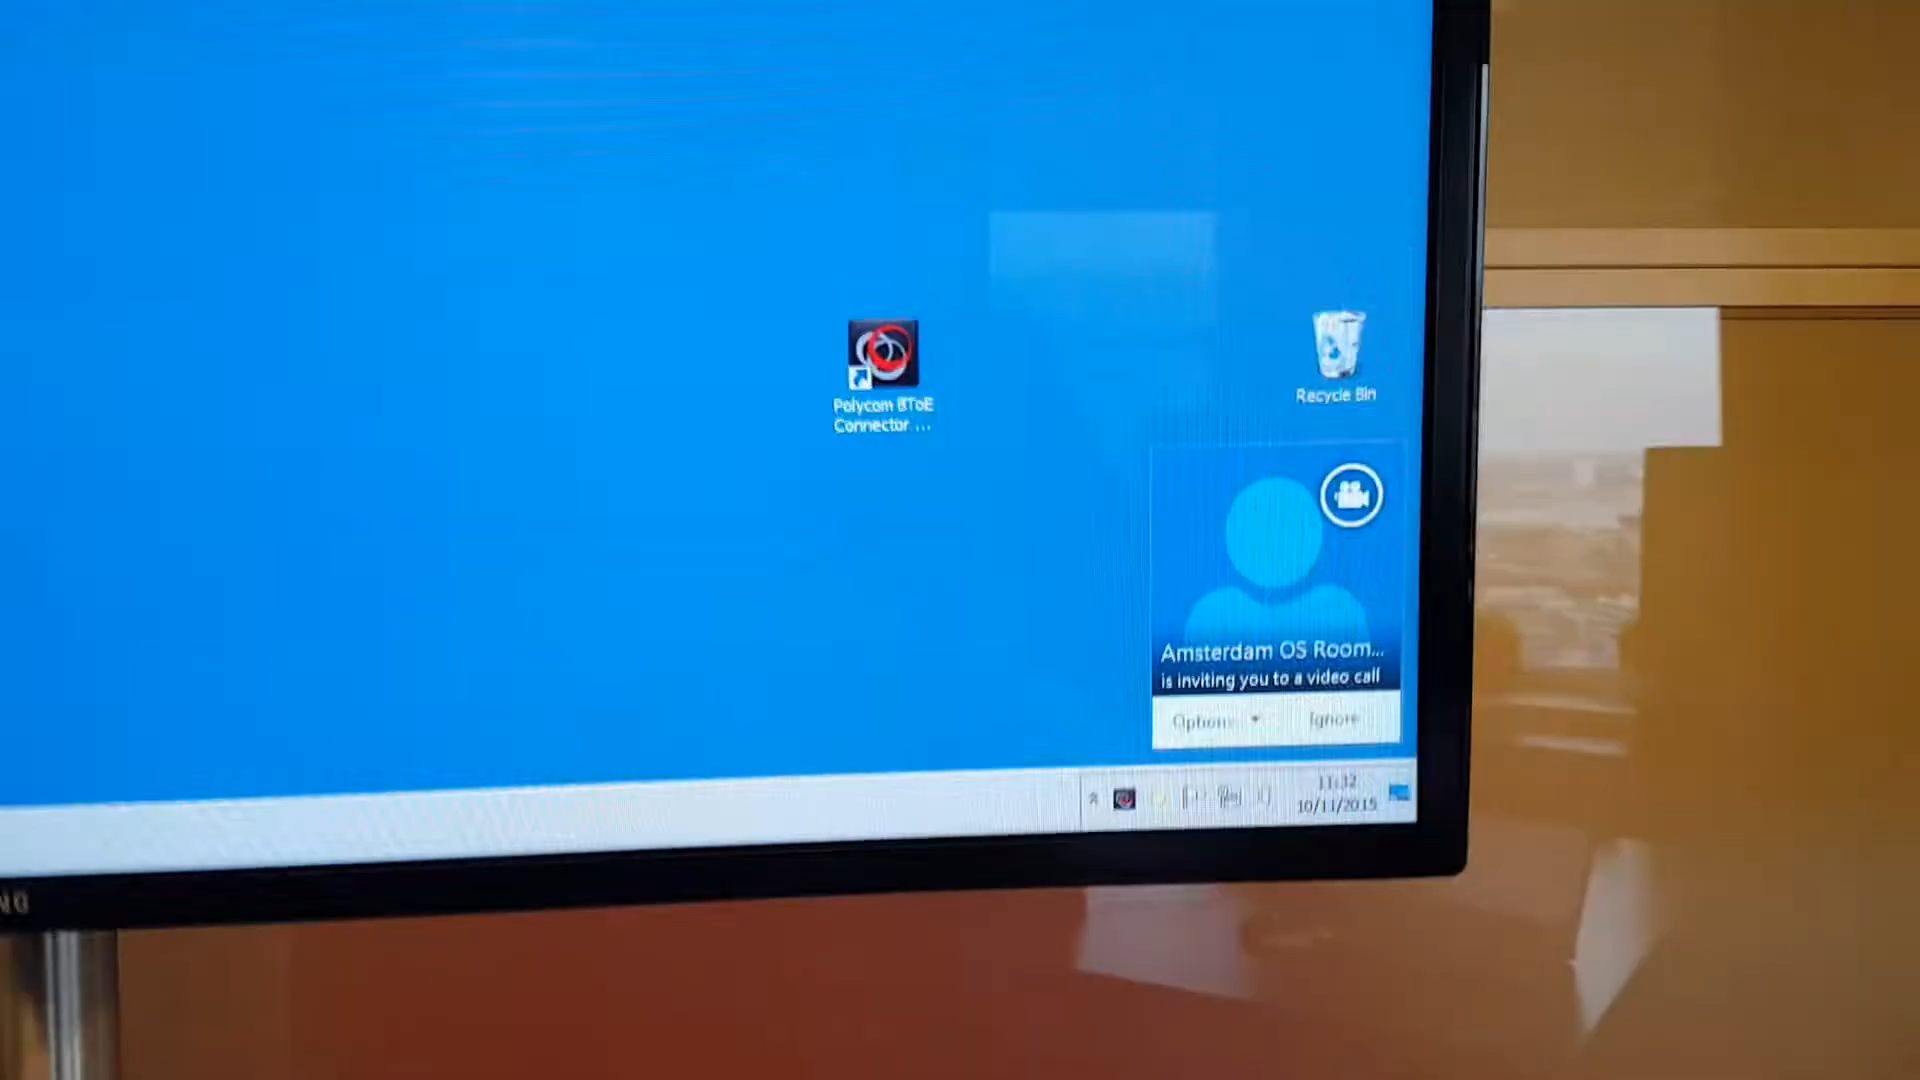 Polycom BToE
Connector ...
Recycle Bin
Amsterdam OS Room...
is inviting you to a video call
Options
Ignore
11:32
10/11/2015